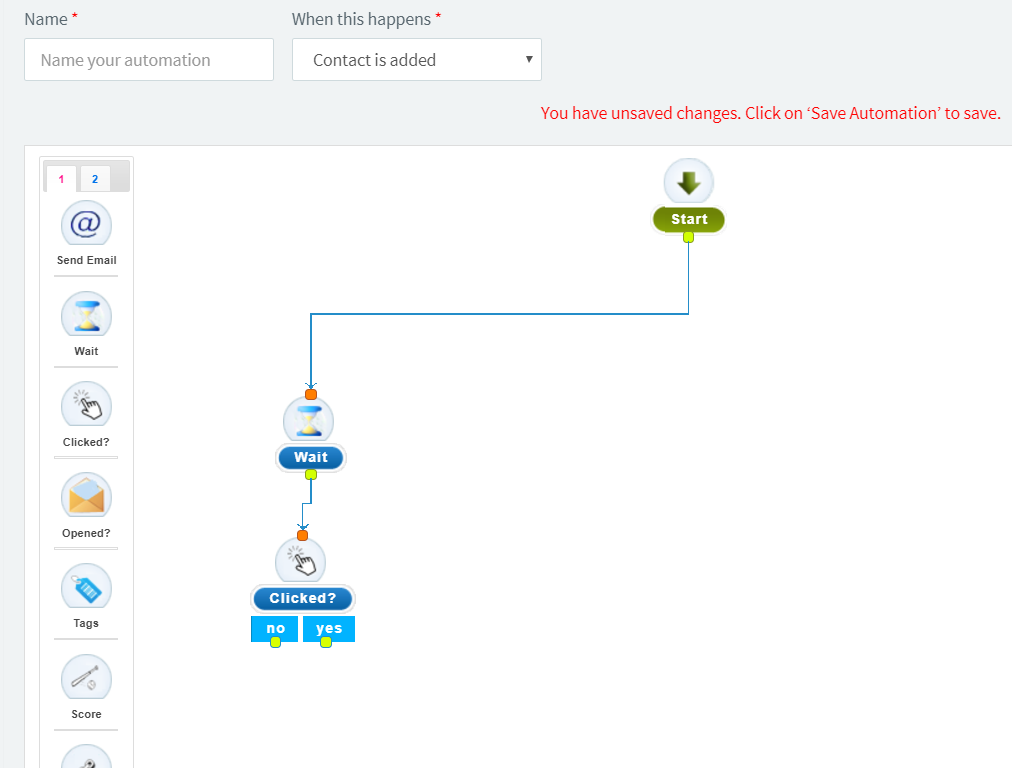 Name *
When this happens *
Name your automation
Contact is added
You have unsaved changes. Click on ‘Save Automation’ to save.
1
2
Send Email
Wait
Clicked?
Opened?
Tags
Score
Start
Wait
Clicked?
no
yes